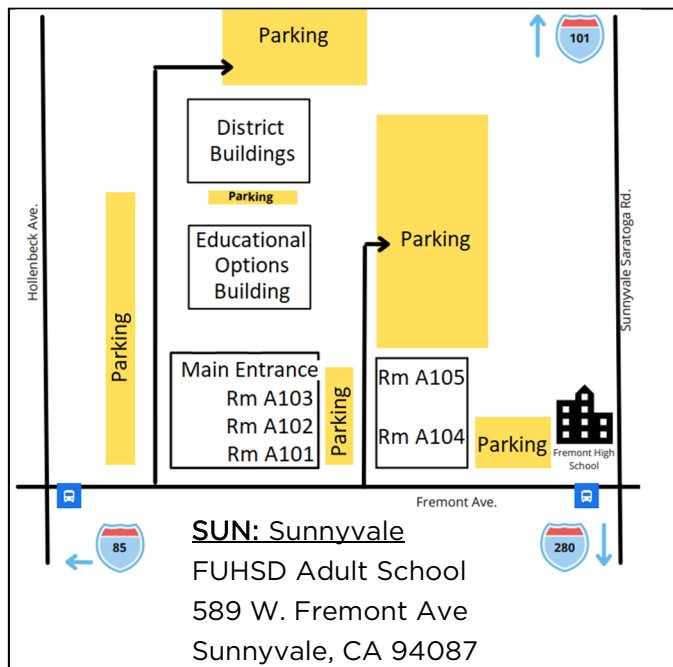 Parking
101
District
Buildings
Parking
Educational
Options
Building
Parking
Hollenbeck Ave.
Sunnyvale Saratoga Rd.
Parking
Main Entrance
Rm A103
Rm A102
Rm A101
Parking
Rm A105
Rm A104
Parking
Fremont High
School
Fremont Ave.
85
280
SUN: Sunnyvale
FUHSD Adult School
589 W. Fremont Ave
Sunnyvale, CA 94087